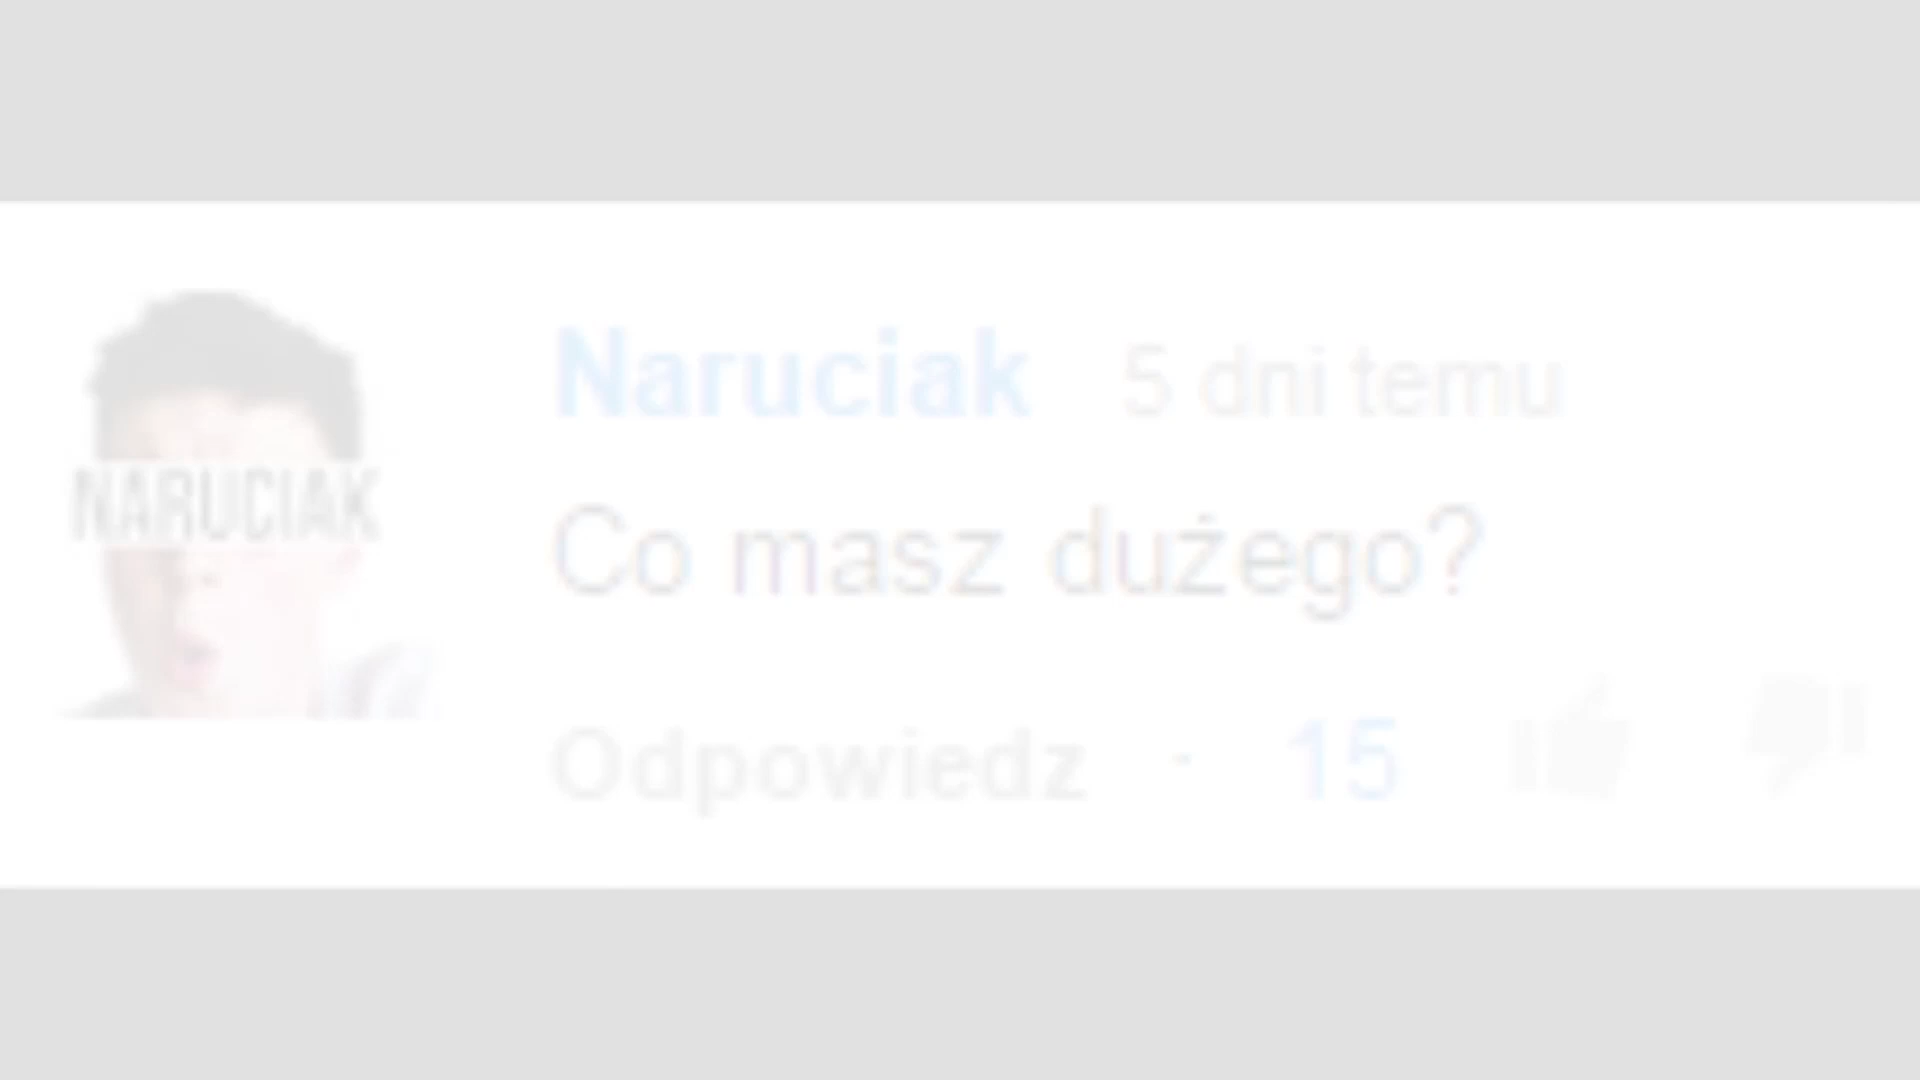 Naruciak 5 dni temu
NARUCIAK
Co masz dużego?
Odpowiedz · 15